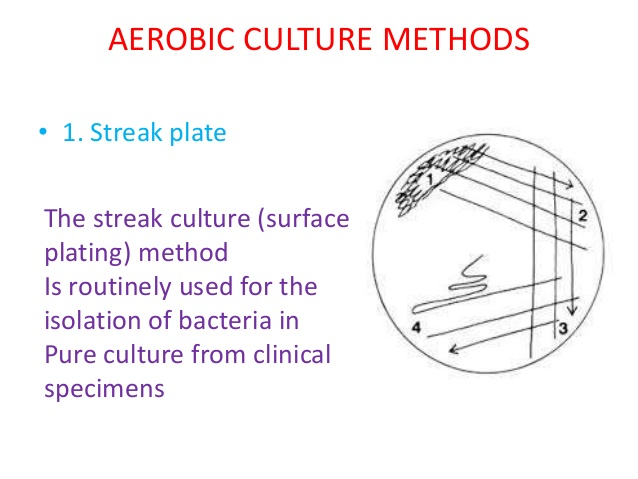 AEROBIC CULTURE METHODS
• 1. Streak plate
The streak culture (surface
plating) method
Is routinely used for the
isolation of bacteria in
Pure culture from clinical
specimens
1
2
3
4